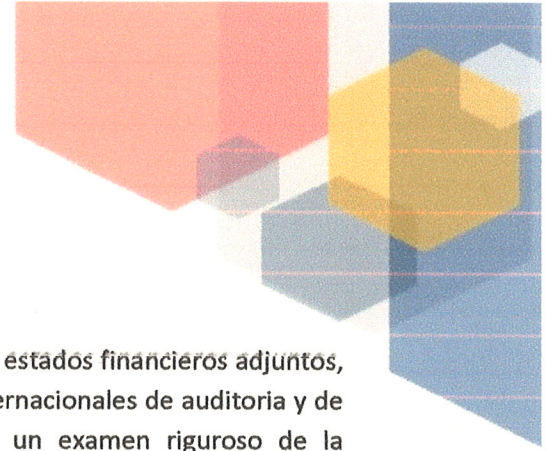 estados financieros adjuntos,
ernacionales de auditoria y de
un examen riguroso de la